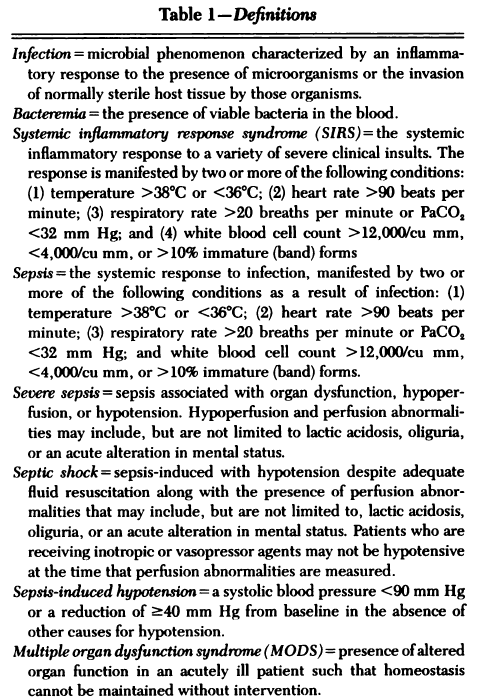 Table 1—Definitions
Infection = microbial phenomenon characterized by an inflamma-
tory response to the presence of microorganisms or the invasion
of normally sterile host tissue by those organisms.
Bacteremia = the presence of viable bacteria in the blood.
Systemic inflammatory response syndrome (SIRS) = the systemic
inflammatory response to a variety of severe clinical insults. The
response is manifested by two or more of the following conditions:
(1) temperature >38°C or <36°C; (2) heart rate >90 beats per
minute; (3) respiratory rate >20 breaths per minute or PaCO₂
<32 mm Hg; and (4) white blood cell count >12,000/cu mm,
<4,000/cu mm, or >10% immature (band) forms
Sepsis = the systemic response to infection, manifested by two or
more of the following conditions as a result of infection: (1)
temperature >38°C or <36°C; (2) heart rate >90 beats per
minute; (3) respiratory rate >20 breaths per minute or PaCO₂
<32 mm Hg; and white blood cell count >12,000/cu mm,
<4,000/cu mm, or >10% immature (band) forms.
Severe sepsis = sepsis associated with organ dysfunction, hypoper-
fusion, or hypotension. Hypoperfusion and perfusion abnormali-
ties may include, but are not limited to lactic acidosis, oliguria,
or an acute alteration in mental status.
Septic shock = sepsis-induced with hypotension despite adequate
fluid resuscitation along with the presence of perfusion abnor-
malities that may include, but are not limited to, lactic acidosis,
oliguria, or an acute alteration in mental status. Patients who are
receiving inotropic or vasopressor agents may not be hypotensive
at the time that perfusion abnormalities are measured.
Sepsis-induced hypotension = a systolic blood pressure <90 mm Hg
or a reduction of ≥40 mm Hg from baseline in the absence of
other causes for hypotension.
Multiple organ dysfunction syndrome (MODS) = presence of altered
organ function in an acutely ill patient such that homeostasis
cannot be maintained without intervention.